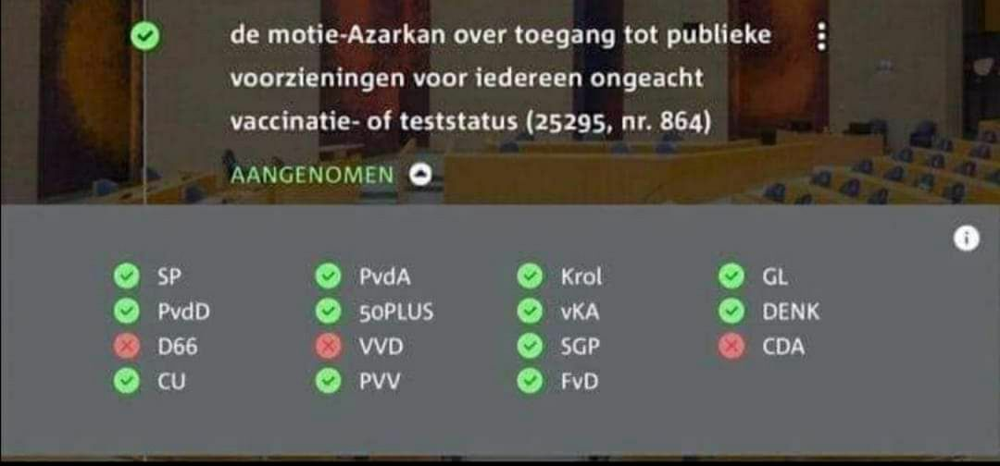 de motie-Azarkan over toegang tot publieke
voorzieningen voor iedereen ongeacht
vaccinatie- of teststatus (25295, nr. 864)
AANGENOMEN
SP PvdA Krol GL
PvdD 50PLUS vKA DENK
D66 VVD SGP CDA
CU PVV FvD